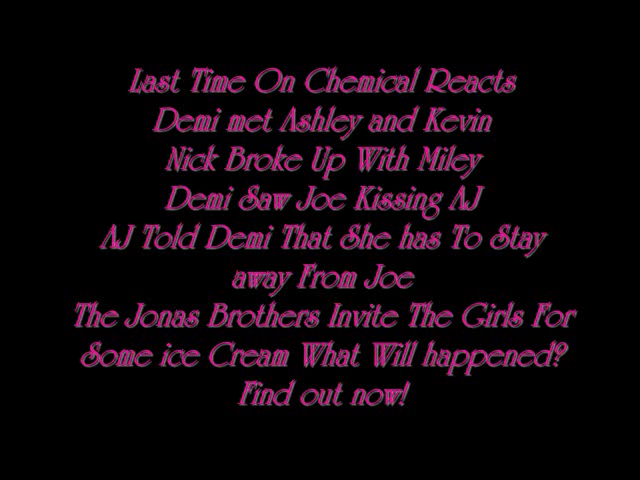 Last Time On Chemical Reacts
Demi met Ashley and Kevin
Nick Broke Up With Miley
Demi Saw Joe Kissing AJ
AJ Told Demi That She has To Stay
away From Joe
The Jonas Brothers Invite The Girls For
Some ice Cream What Will happened?
Find out now!